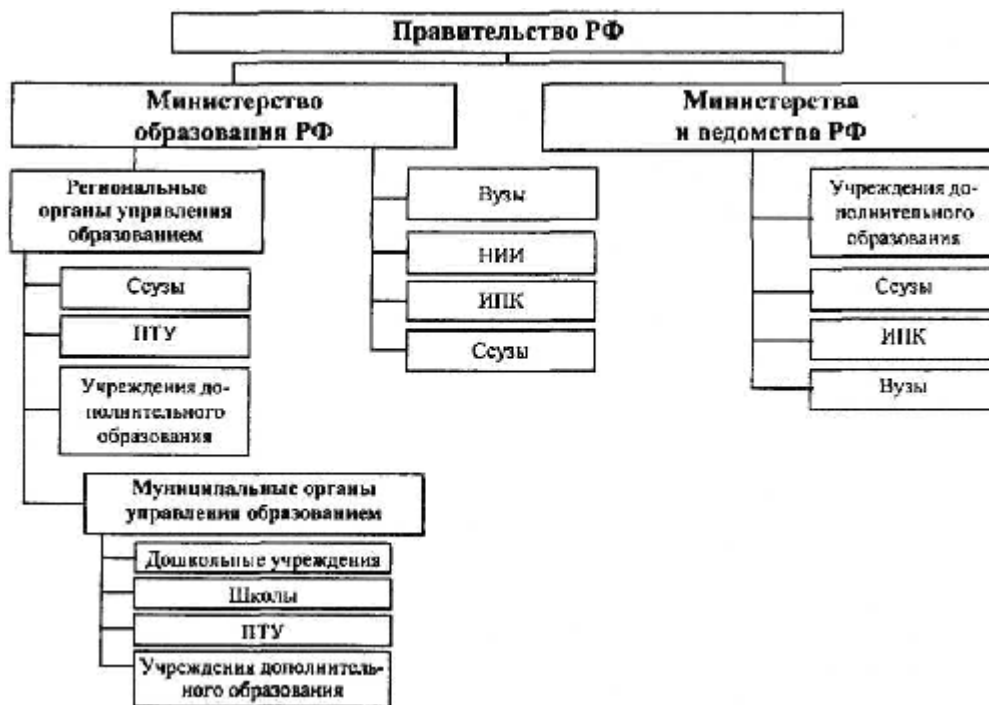 Правительство РФ
Министерство
образования РФ
Министерства
и ведомства РФ
Региональные
органы управления
образованием
Ссузы
ПТУ
Учреждения до-
полнительного
образования
Муниципальные органы
управления образованием
Дошкольные учреждения
Школы
ПТУ
Учреждения дополнитель-
ного образования
Вузы
НИИ
ИПК
Ссузы
Учреждения до-
полнительного
образования
Ссузы
ИПК
Вузы